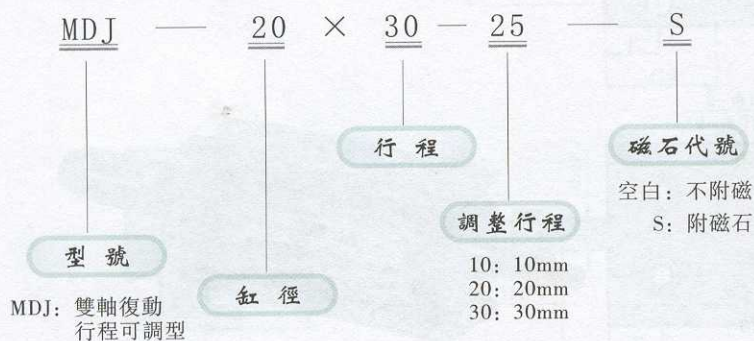 MDJ — 20 × 30 — 25 — S
行程
磁石代號
空白：不附磁
S：附磁石
調整行程
10：10mm
20：20mm
30：30mm
型號
MDJ：雙軸復動
行程可調型
缸徑